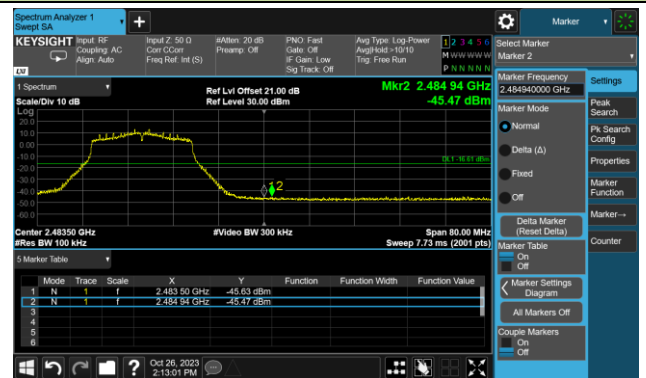 Spectrum Analyzer 1
Swept SA
+
Marker
KEYSIGHT
Input: RF
Coupling: AC
Align: Auto
Input Z: 50 Ω
Corr CCorr
Freq Ref: Int (S)
#Atten: 20 dB
Preamp: Off
PNO: Fast
Gate: Off
IF Gain: Low
Sig Track: Off
Avg Type: Log-Power
Avg|Hold:>10/10
Trig: Free Run
1 2 3 4 5 6
M W W W W W
P N N N N N
LXI
1 Spectrum
Scale/Div 10 dB
Ref Lvl Offset 21.00 dB
Ref Level 30.00 dBm
Mkr2 2.484 94 GHz
-45.47 dBm
Log
20.0
10.0
0.00
-10.0
-20.0
-30.0
-40.0
-50.0
-60.0
DL1 -16.61 dBm
1
2
Center 2.48350 GHz
#Res BW 100 kHz
#Video BW 300 kHz
Span 80.00 MHz
Sweep 7.73 ms (2001 pts)
5 Marker Table
Mode Trace Scale X Y Function Function Width Function Value
1 N 1 f 2.483 50 GHz -45.63 dBm
2 N 1 f 2.484 94 GHz -45.47 dBm
3
4
5
6
Select Marker
Marker 2
Marker Frequency
2.484940000 GHz
Marker Mode
Normal
Delta (Δ)
Fixed
Off
Delta Marker
(Reset Delta)
Marker Table
On
Off
Marker Settings
Diagram
All Markers Off
Couple Markers
On
Off
Settings
Peak
Search
Pk Search
Config
Properties
Marker
Function
Marker→
Counter
?
Oct 26, 2023
2:13:01 PM